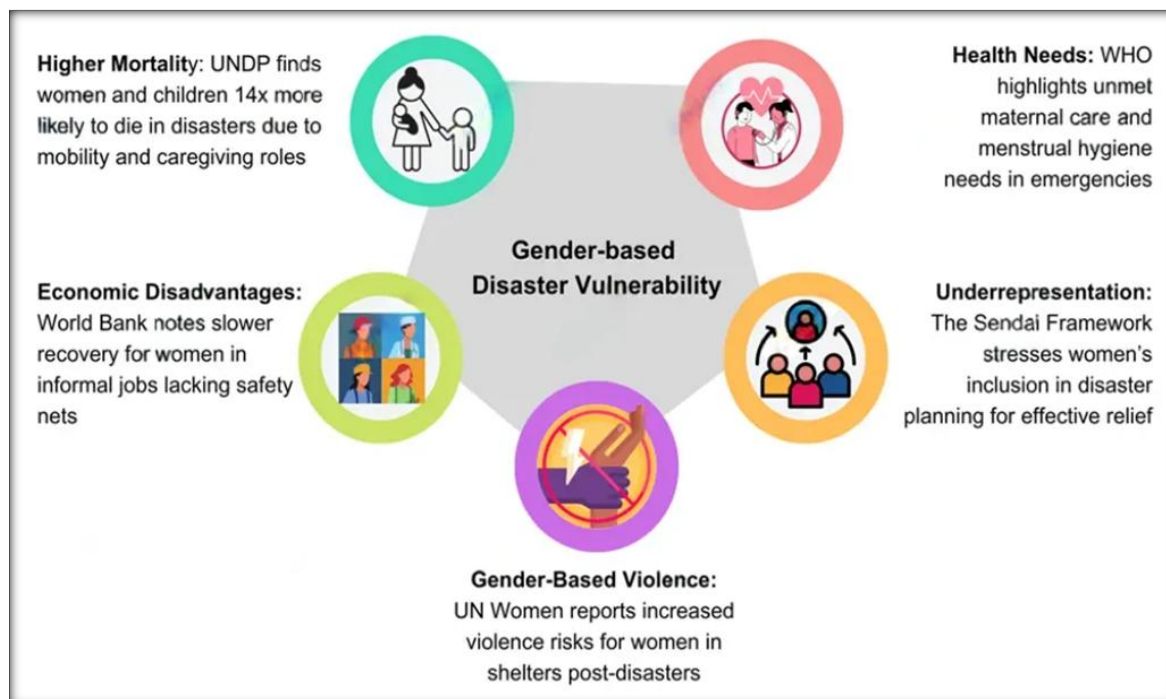 Higher Mortality: UNDP finds
women and children 14x more
likely to die in disasters due to
mobility and caregiving roles
Health Needs: WHO
highlights unmet
maternal care and
menstrual hygiene
needs in emergencies
Gender-based
Disaster Vulnerability
Economic Disadvantages:
World Bank notes slower
recovery for women in
informal jobs lacking safety
nets
Underrepresentation:
The Sendai Framework
stresses women's
inclusion in disaster
planning for effective relief
Gender-Based Violence:
UN Women reports increased
violence risks for women in
shelters post-disasters